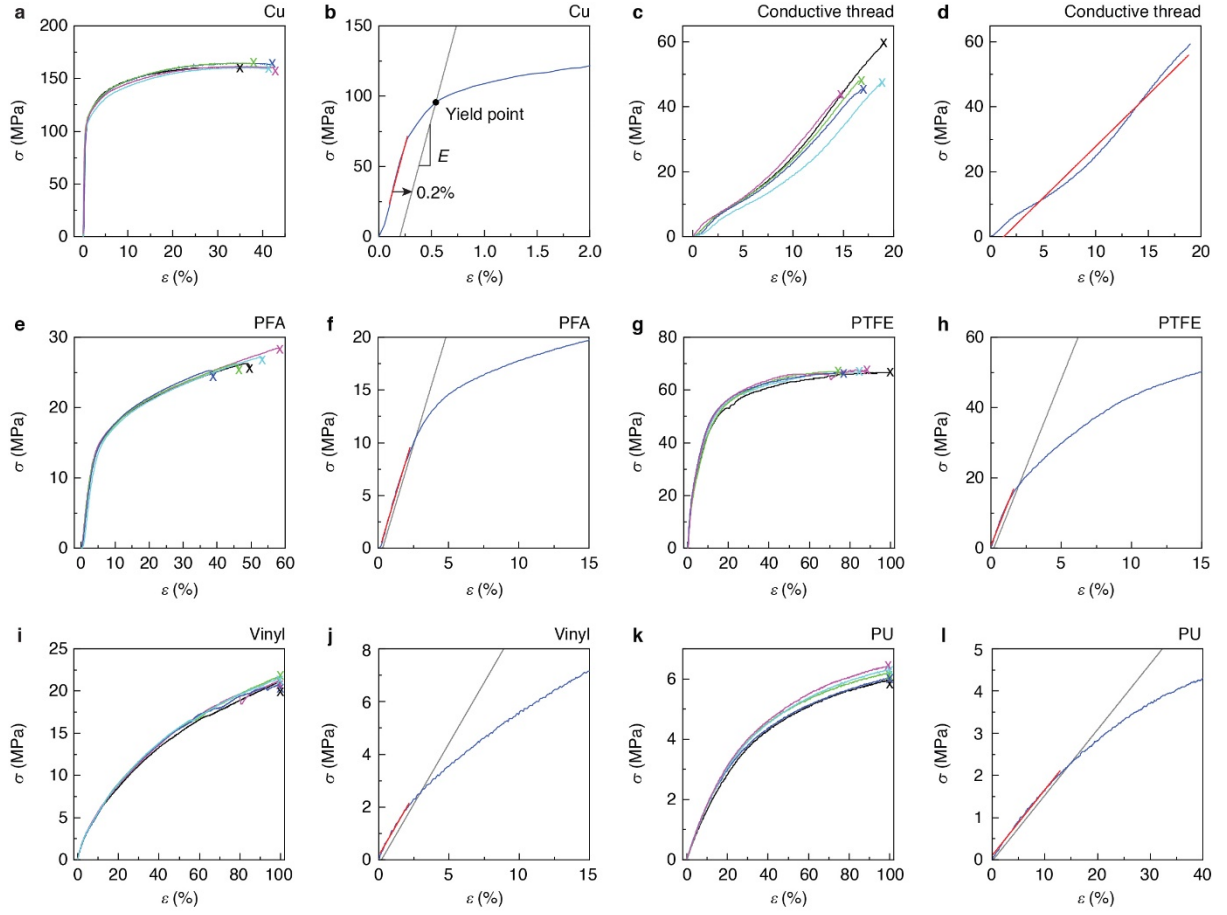 a Cu
200
150
100
50
0
σ (MPa)
0 10 20 30 40
ε (%)
b Cu
150
100
50
0
σ (MPa)
Yield point
E
0.2%
0.0 0.5 1.0 1.5 2.0
ε (%)
c Conductive thread
60
40
20
0
σ (MPa)
0 5 10 15 20
ε (%)
d Conductive thread
60
40
20
0
σ (MPa)
0 5 10 15 20
ε (%)
e PFA
30
20
10
0
σ (MPa)
0 10 20 30 40 50 60
ε (%)
f PFA
20
15
10
5
0
σ (MPa)
0 5 10 15
ε (%)
g PTFE
80
60
40
20
0
σ (MPa)
0 20 40 60 80 100
ε (%)
h PTFE
60
40
20
0
σ (MPa)
0 5 10 15
ε (%)
i Vinyl
25
20
15
10
5
0
σ (MPa)
0 20 40 60 80 100
ε (%)
j Vinyl
8
6
4
2
0
σ (MPa)
0 5 10 15
ε (%)
k PU
6
4
2
0
σ (MPa)
0 20 40 60 80 100
ε (%)
l PU
5
4
3
2
1
0
σ (MPa)
0 10 20 30 40
ε (%)